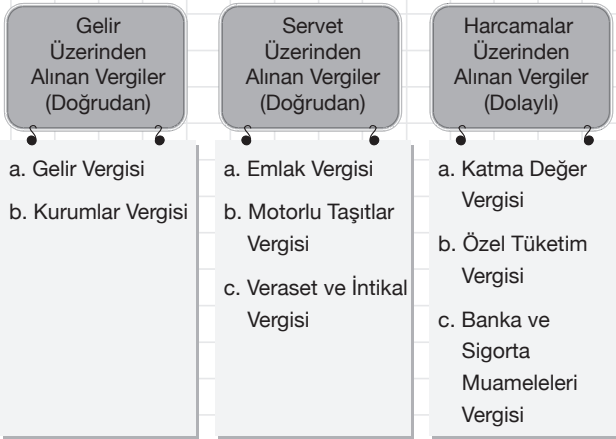 Gelir
Üzerinden
Alınan Vergiler
(Doğrudan)
a. Gelir Vergisi
b. Kurumlar Vergisi
Servet
Üzerinden
Alınan Vergiler
(Doğrudan)
a. Emlak Vergisi
b. Motorlu Taşıtlar
Vergisi
c. Veraset ve İntikal
Vergisi
Harcamalar
Üzerinden
Alınan Vergiler
(Dolaylı)
a. Katma Değer
Vergisi
b. Özel Tüketim
Vergisi
c. Banka ve
Sigorta
Muameleleri
Vergisi